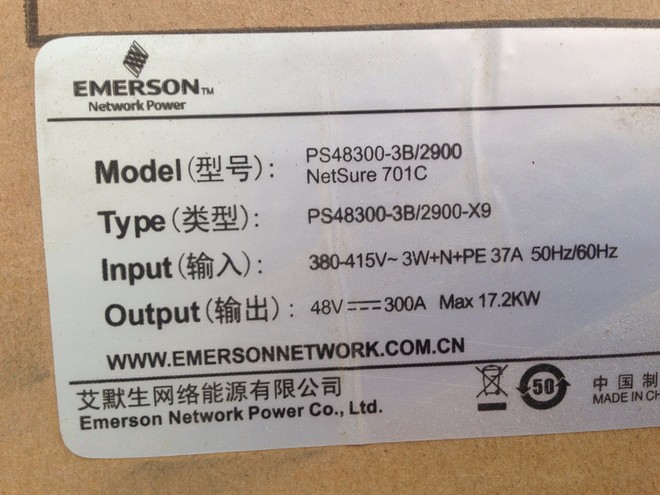 EMERSON™
Network Power
Model(型号): PS48300-3B/2900
NetSure 701C
Type(类型): PS48300-3B/2900-X9
Input(输入): 380-415V~ 3W+N+PE 37A 50Hz/60Hz
Output(输出): 48V⎓300A Max 17.2KW
WWW.EMERSONNETWORK.COM.CN
艾默生网络能源有限公司
Emerson Network Power Co., Ltd.
50
中国制
MADE IN CH